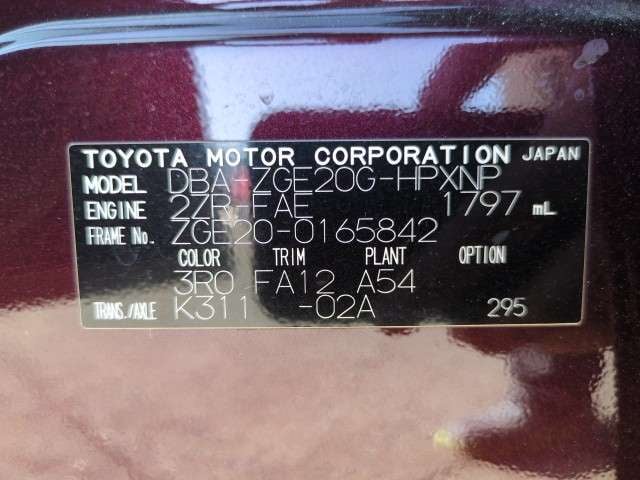 TOYOTA MOTOR CORPORATION JAPAN
MODEL DBA-ZGE20G-HPXNP
ENGINE 2ZR-FAE 1797 mL
FRAME No. ZGE20-0165842
COLOR TRIM PLANT OPTION
3R0 FA12 A54
TRANS./AXLE K311 -02A 295